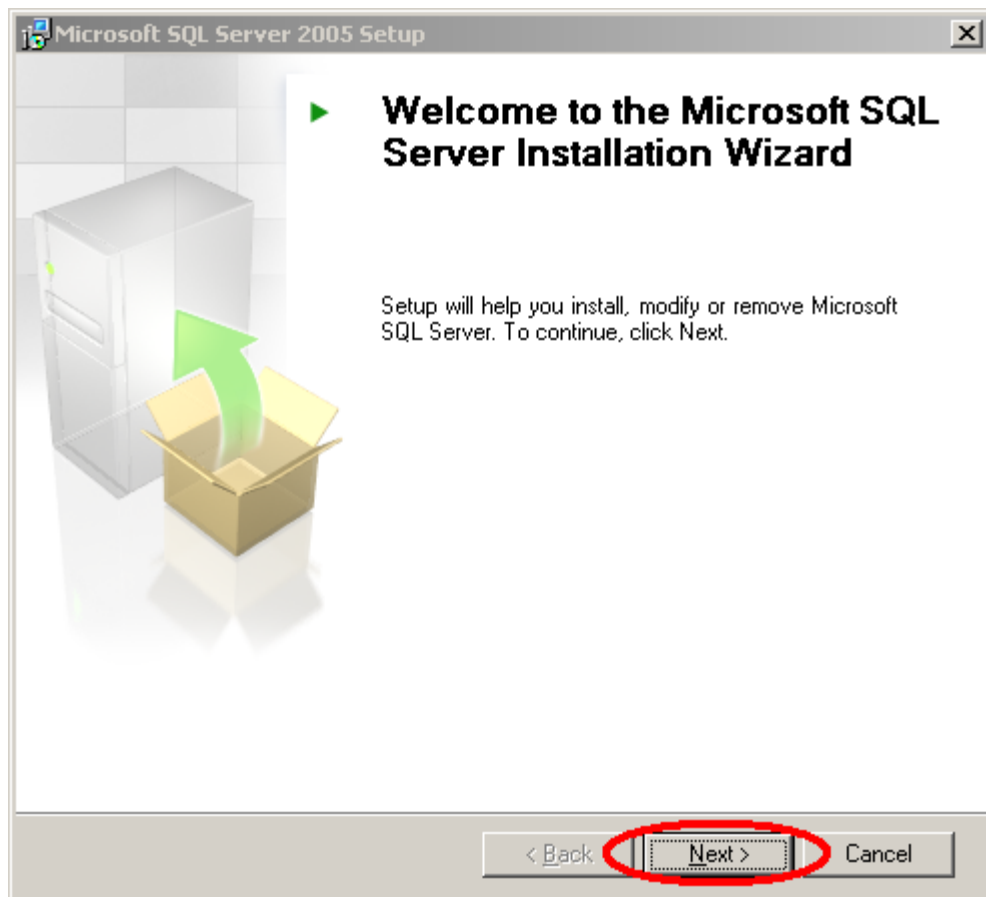 Microsoft SQL Server 2005 Setup
Welcome to the Microsoft SQL
Server Installation Wizard
Setup will help you install, modify or remove Microsoft
SQL Server. To continue, click Next.
< Back
Next >
Cancel